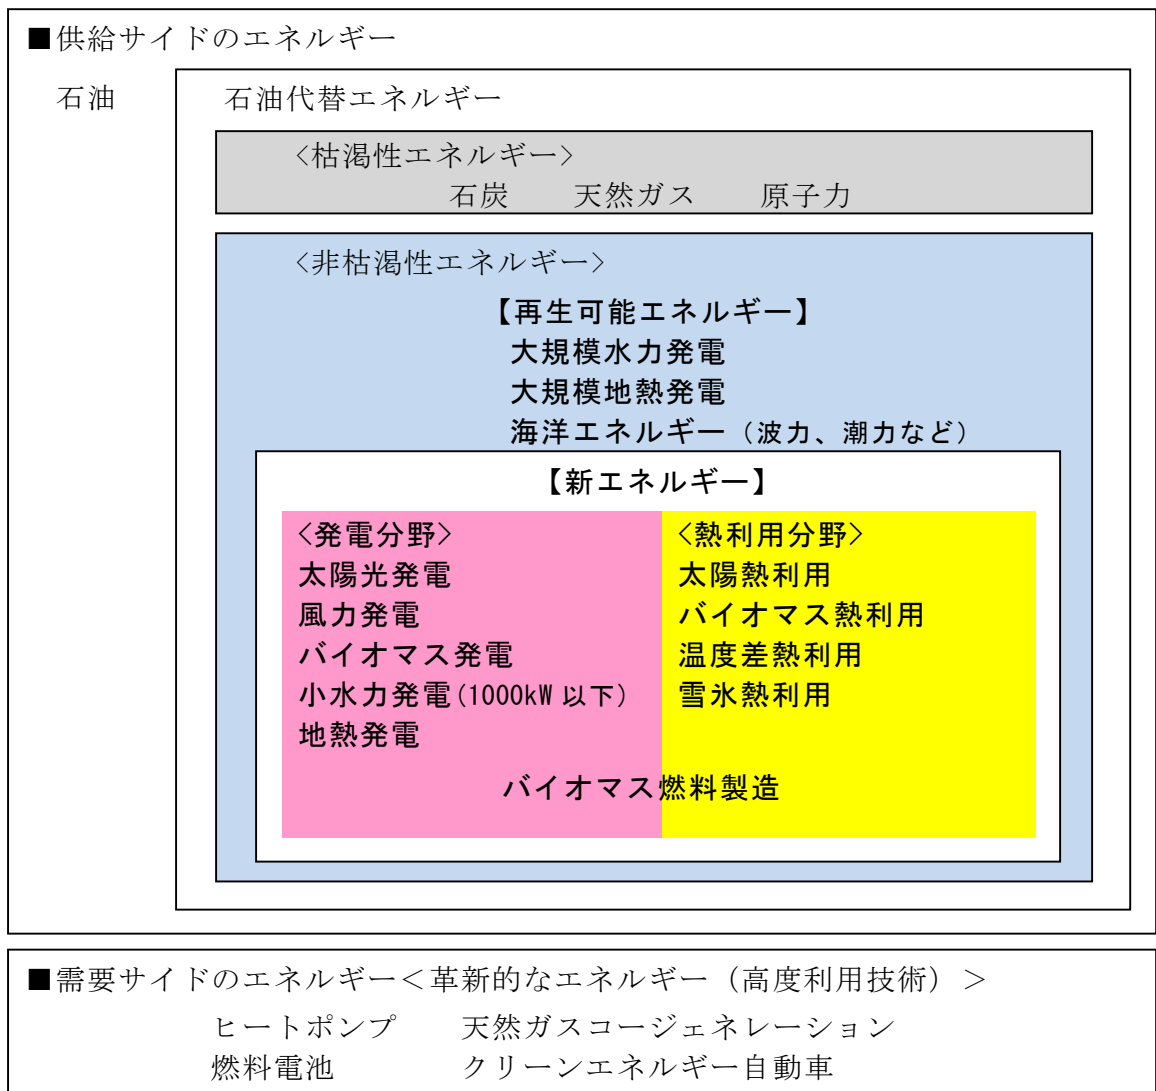 ■供給サイドのエネルギー
石油　石油代替エネルギー
<枯渇性エネルギー>
石炭　天然ガス　原子力
<非枯渇性エネルギー>
【再生可能エネルギー】
大規模水力発電
大規模地熱発電
海洋エネルギー（波力、潮力など）
【新エネルギー】
<発電分野>
太陽光発電
風力発電
バイオマス発電
小水力発電(1000kW 以下)
地熱発電
<熱利用分野>
太陽熱利用
バイオマス熱利用
温度差熱利用
雪氷熱利用
バイオマス燃料製造
■需要サイドのエネルギー＜革新的なエネルギー（高度利用技術）＞
ヒートポンプ　天然ガスコージェネレーション
燃料電池　クリーンエネルギー自動車